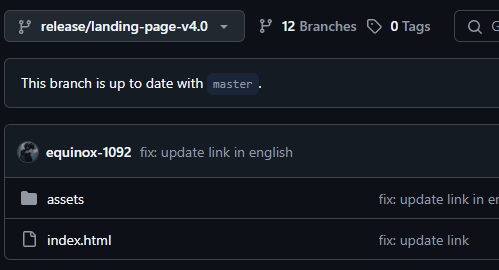 release/landing-page-v4.0 12 Branches 0 Tags
This branch is up to date with master.
equinox-1092 fix: update link in english
assets fix: update link in
index.html fix: update link